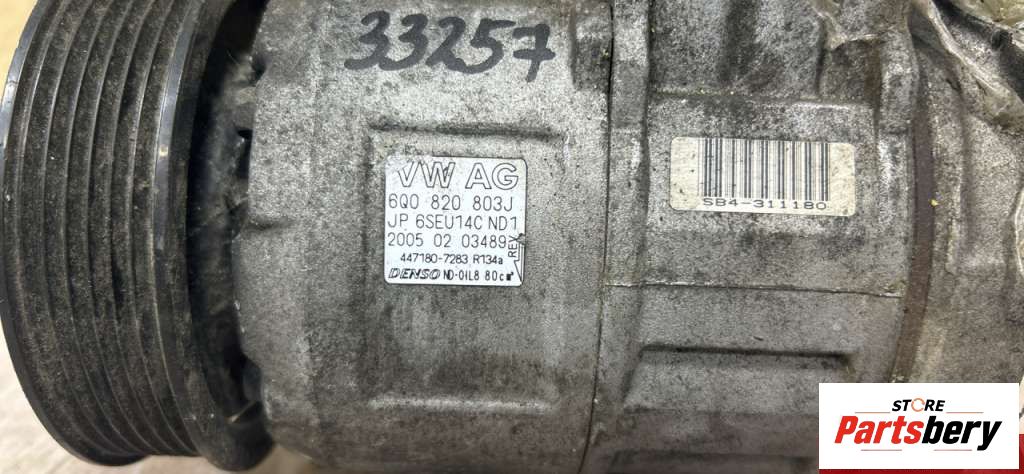 33257
VW AG
6Q0 820 803J
JP 6SEU14C ND1
2005 02 03489
REV.
447180-7283 R134a
DENSO ND-OIL8 80cm³
SB4-311180
STORE
Partsbery